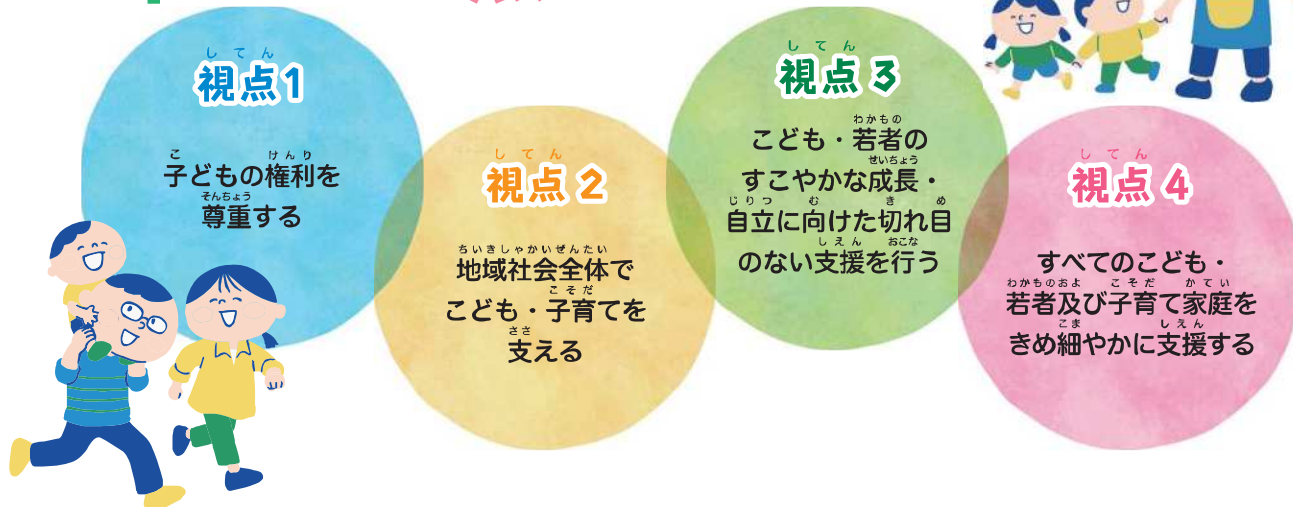 視点1
子どもの権利を
尊重する
視点2
地域社会全体で
こども・子育てを
支える
視点3
こども・若者の
すこやかな成長・
自立に向けた切れ目
のない支援を行う
視点4
すべてのこども・
若者及び子育て家庭を
きめ細やかに支援する